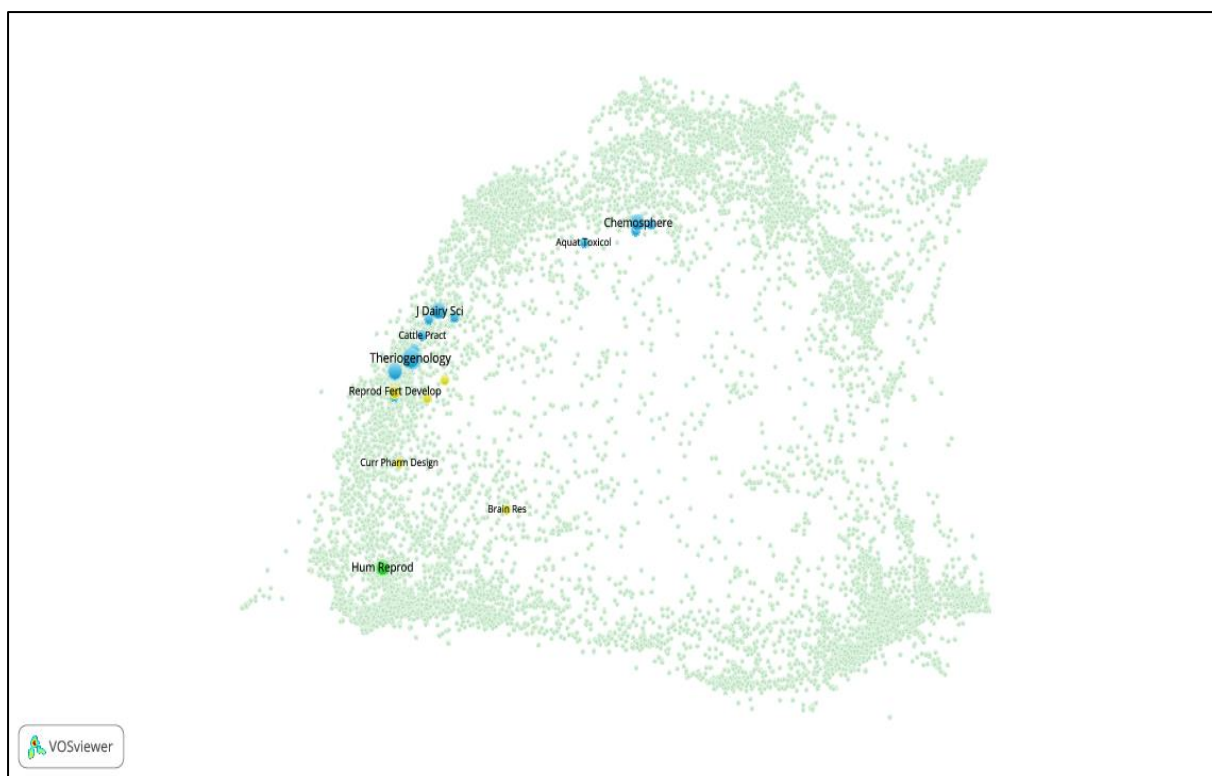 Chemosphere
Aquat Toxicol
J Dairy Sci
Cattle Pract
Theriogenology
Reprod Fert Develop
Curr Pharm Design
Brain Res
Hum Reprod
VOSviewer